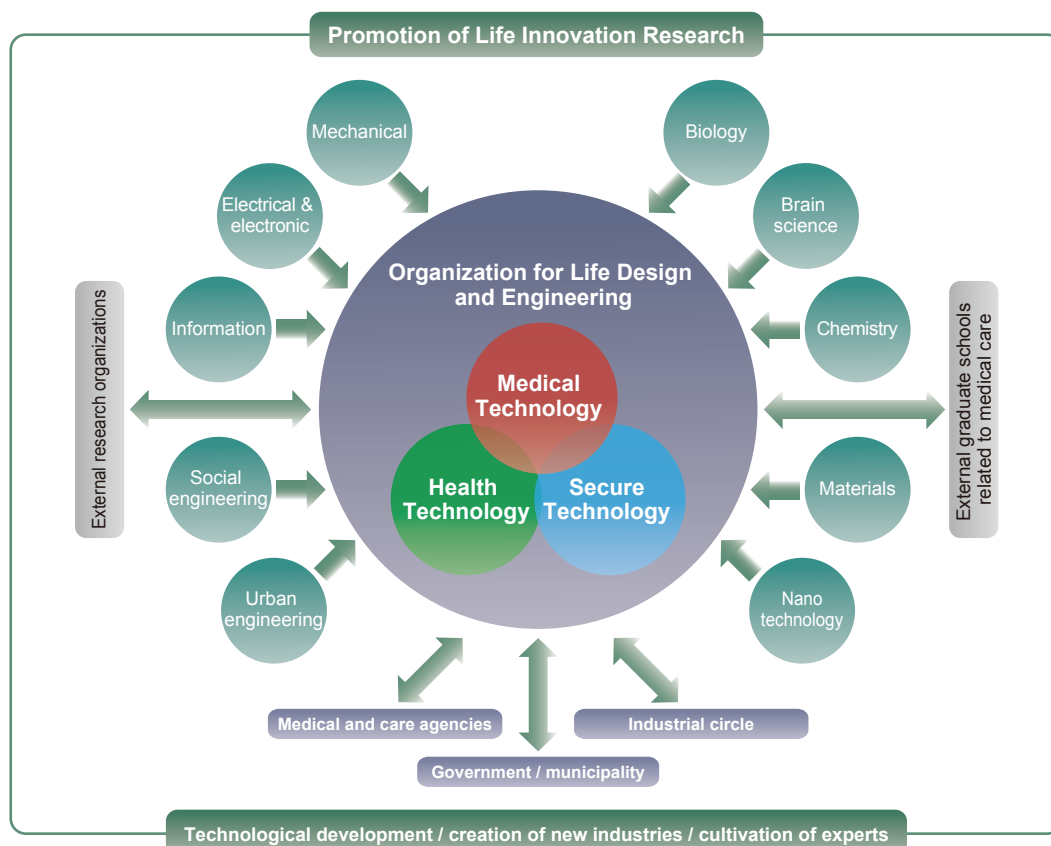 Promotion of Life Innovation Research
Mechanical
Biology
Electrical &
electronic
Brain
science
Organization for Life Design
and Engineering
Information
Chemistry
External research organizations
External graduate schools
related to medical care
Medical
Technology
Health
Technology
Secure
Technology
Social
engineering
Materials
Urban
engineering
Nano
technology
Medical and care agencies
Industrial circle
Government / municipality
Technological development / creation of new industries / cultivation of experts